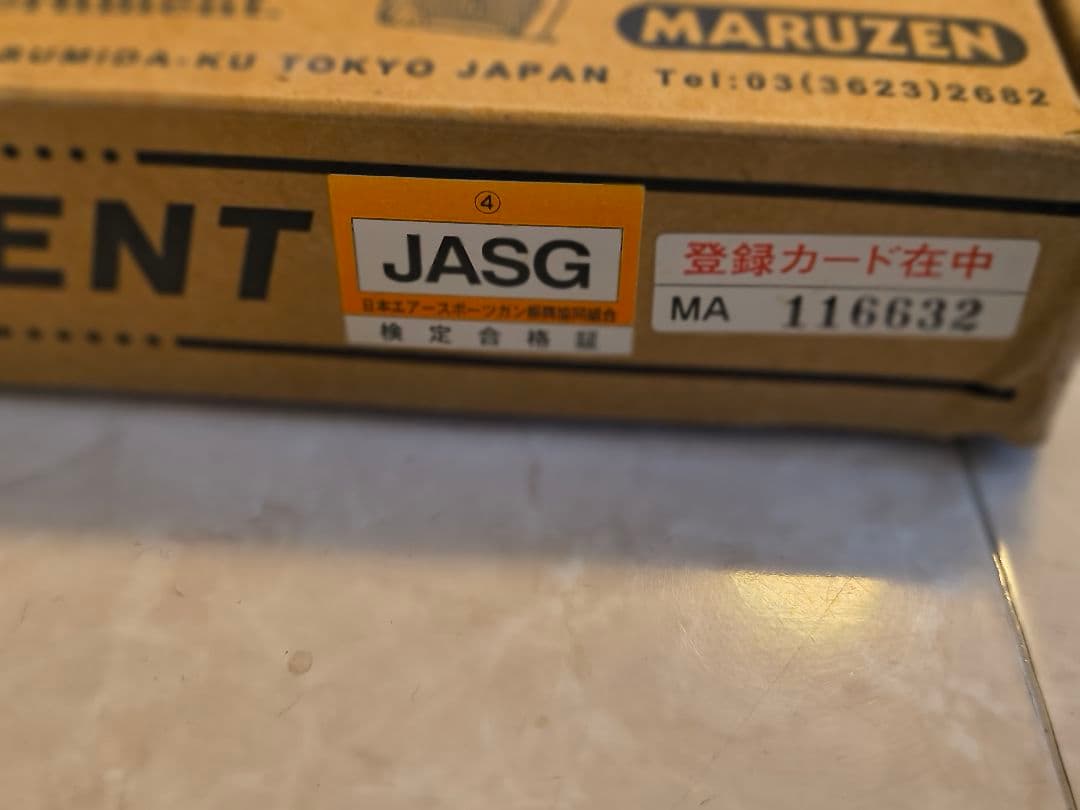 MARUZEN
SUMIDA-KU TOKYO JAPAN Tel:03(3623)2682
ENT
④
JASG
日本エアースポーツガン振興協同組合
検定合格証
登録カード在中
MA 116632